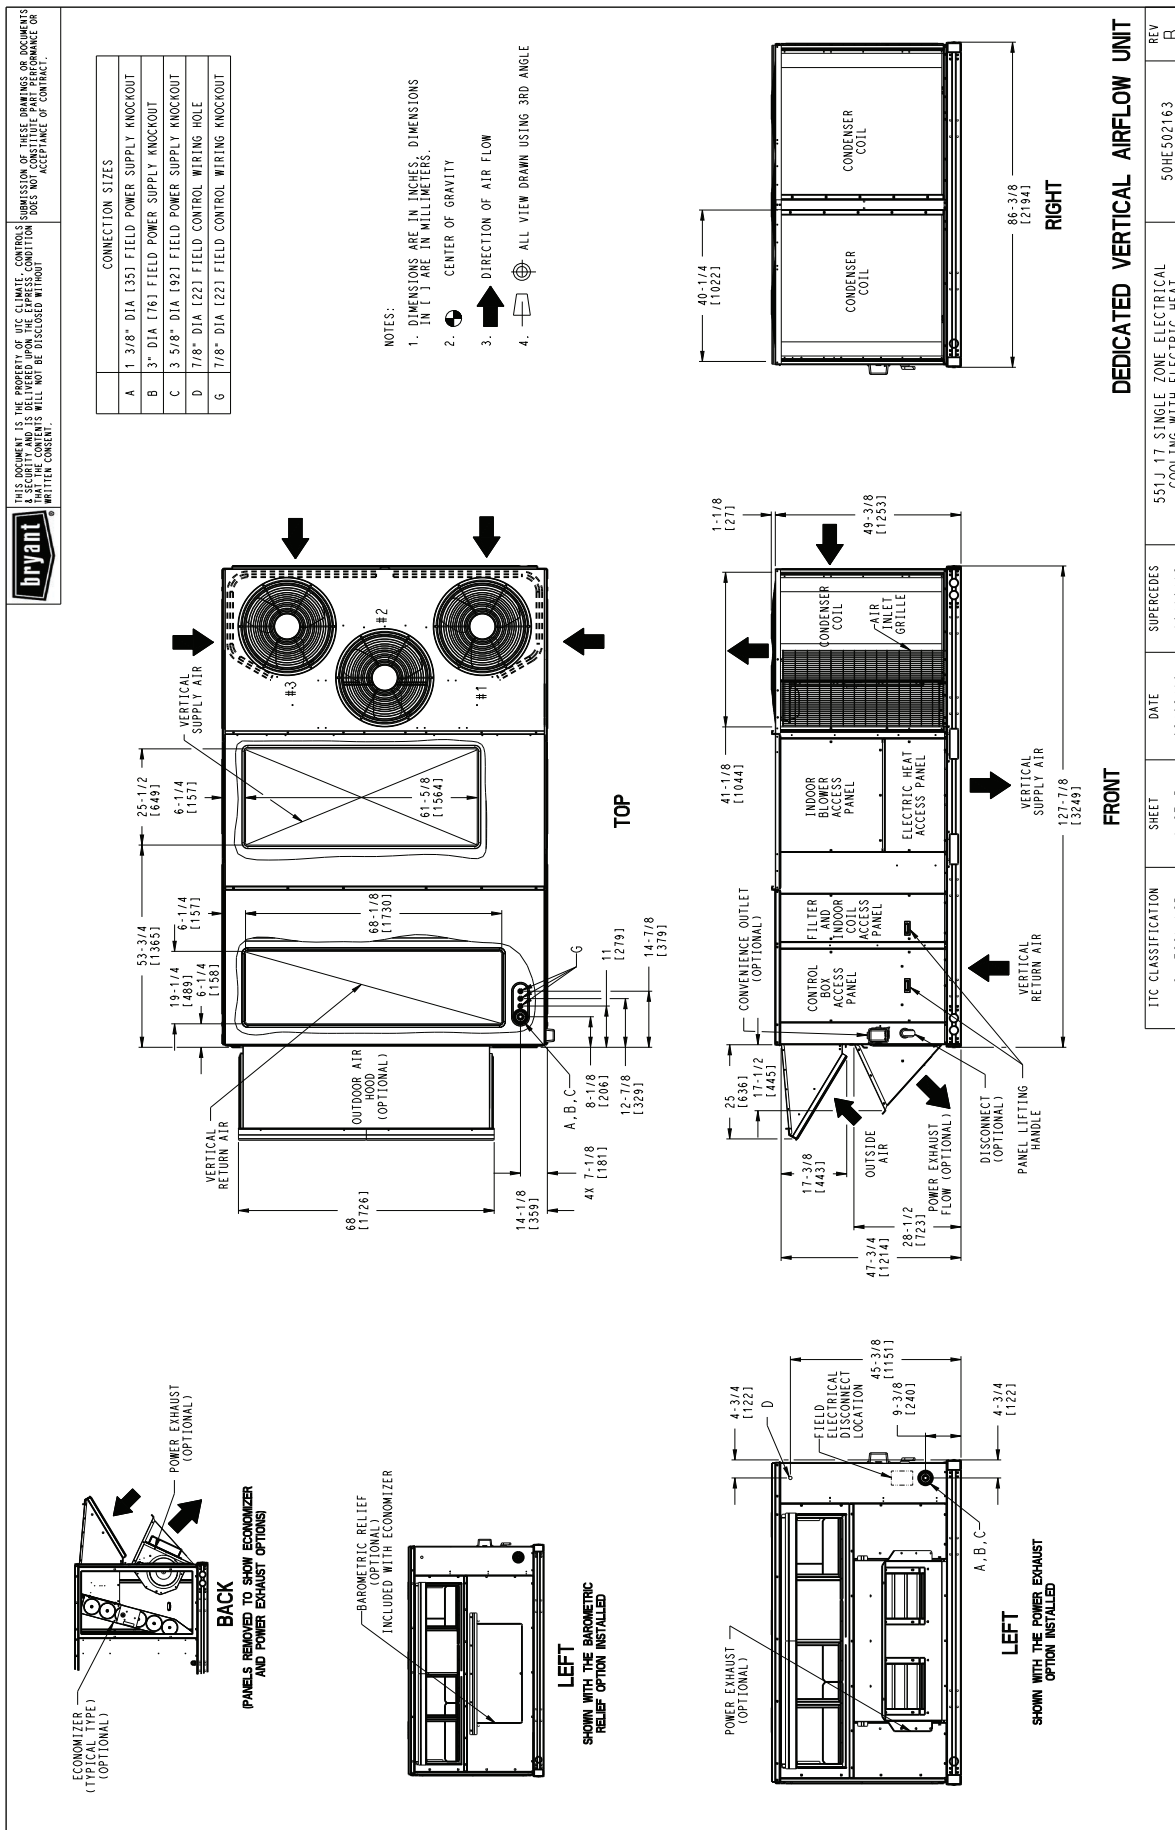 bryant
®
THIS DOCUMENT IS THE PROPERTY OF UTC CLIMATE, CONTROLS
& SECURITY AND IS DELIVERED UPON THE EXPRESS CONDITION
THAT THE CONTENTS WILL NOT BE DISCLOSED WITHOUT
WRITTEN CONSENT.
SUBMISSION OF THESE DRAWINGS OR DOCUMENTS
DOES NOT CONSTITUTE PART PERFORMANCE OR
ACCEPTANCE OF CONTRACT.
CONNECTION SIZES
A 1 3/8" DIA [35] FIELD POWER SUPPLY KNOCKOUT
B 3" DIA [76] FIELD POWER SUPPLY KNOCKOUT
C 3 5/8" DIA [92] FIELD POWER SUPPLY KNOCKOUT
D 7/8" DIA [22] FIELD CONTROL WIRING HOLE
G 7/8" DIA [22] FIELD CONTROL WIRING KNOCKOUT
NOTES:
1. DIMENSIONS ARE IN INCHES, DIMENSIONS
IN [ ] ARE IN MILLIMETERS.
2. CENTER OF GRAVITY
3. DIRECTION OF AIR FLOW
4. ALL VIEW DRAWN USING 3RD ANGLE
ECONOMIZER
(TYPICAL TYPE)
(OPTIONAL)
POWER EXHAUST
(OPTIONAL)
BACK
(PANELS REMOVED TO SHOW ECONOMIZER
AND POWER EXHAUST OPTIONS)
BAROMETRIC RELIEF
(OPTIONAL)
INCLUDED WITH ECONOMIZER
LEFT
SHOWN WITH THE BAROMETRIC
RELIEF OPTION INSTALLED
VERTICAL
RETURN AIR
68
[1726]
OUTDOOR AIR
HOOD
(OPTIONAL)
53-3/4
[1365]
25-1/2
[649]
19-1/4
[489]
6-1/4
[158]
6-1/4
[157]
6-1/4
[157]
68-1/8
[1730]
61-5/8
[1564]
VERTICAL
SUPPLY AIR
#3
#2
#1
G
A,B,C
11
[279]
14-7/8
[379]
8-1/8
[206]
12-7/8
[329]
4X 7-1/8
[181]
14-1/8
[359]
TOP
POWER EXHAUST
(OPTIONAL)
4-3/4
[122]
D
FIELD
ELECTRICAL
DISCONNECT
LOCATION
45-3/8
[1151]
9-3/8
[240]
4-3/4
[122]
A,B,C
LEFT
SHOWN WITH THE POWER EXHAUST
OPTION INSTALLED
25
[636]
17-1/2
[445]
17-3/8
[443]
47-3/4
[1214]
28-1/2
[723]
OUTSIDE
AIR
POWER EXHAUST
FLOW (OPTIONAL)
DISCONNECT
(OPTIONAL)
PANEL LIFTING
HANDLE
CONVENIENCE OUTLET
(OPTIONAL)
CONTROL
BOX
ACCESS
PANEL
FILTER
AND
INDOOR
COIL
ACCESS
PANEL
INDOOR
BLOWER
ACCESS
PANEL
ELECTRIC HEAT
ACCESS PANEL
41-1/8
[1044]
1-1/8
[27]
CONDENSER
COIL
AIR
INLET
GRILLE
49-3/8
[1253]
VERTICAL
RETURN AIR
VERTICAL
SUPPLY AIR
127-7/8
[3249]
FRONT
40-1/4
[1022]
CONDENSER
COIL
CONDENSER
COIL
86-3/8
[2194]
RIGHT
DEDICATED VERTICAL AIRFLOW UNIT
ITC CLASSIFICATION
SHEET
DATE
SUPERCEDES
551J 17 SINGLE ZONE ELECTRICAL
COOLING WITH ELECTRIC HEAT
50HE502163
REV
B